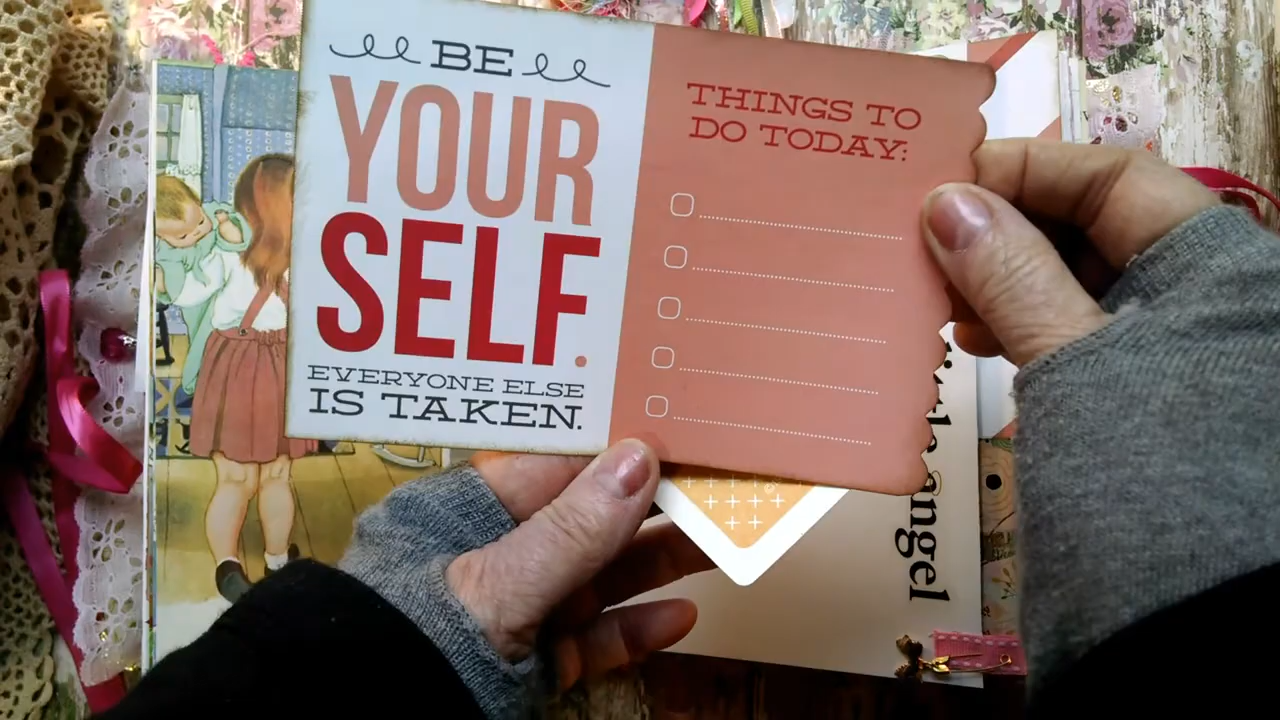 BE
YOUR
SELF.
EVERYONE ELSE
IS TAKEN.
THINGS TO
DO TODAY:
angel